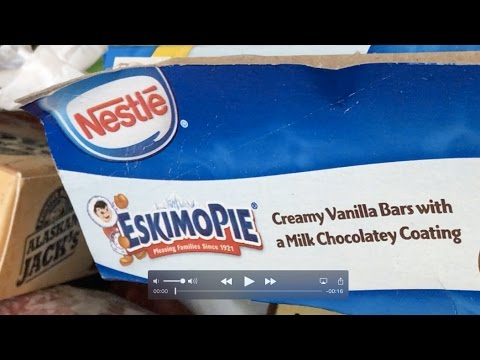 Nestlé®
ESKIMOPIE®
Pleasing Families Since 1921
Creamy Vanilla Bars with
a Milk Chocolatey Coating
ALASKAN
JACK'S
00:00
-00:16